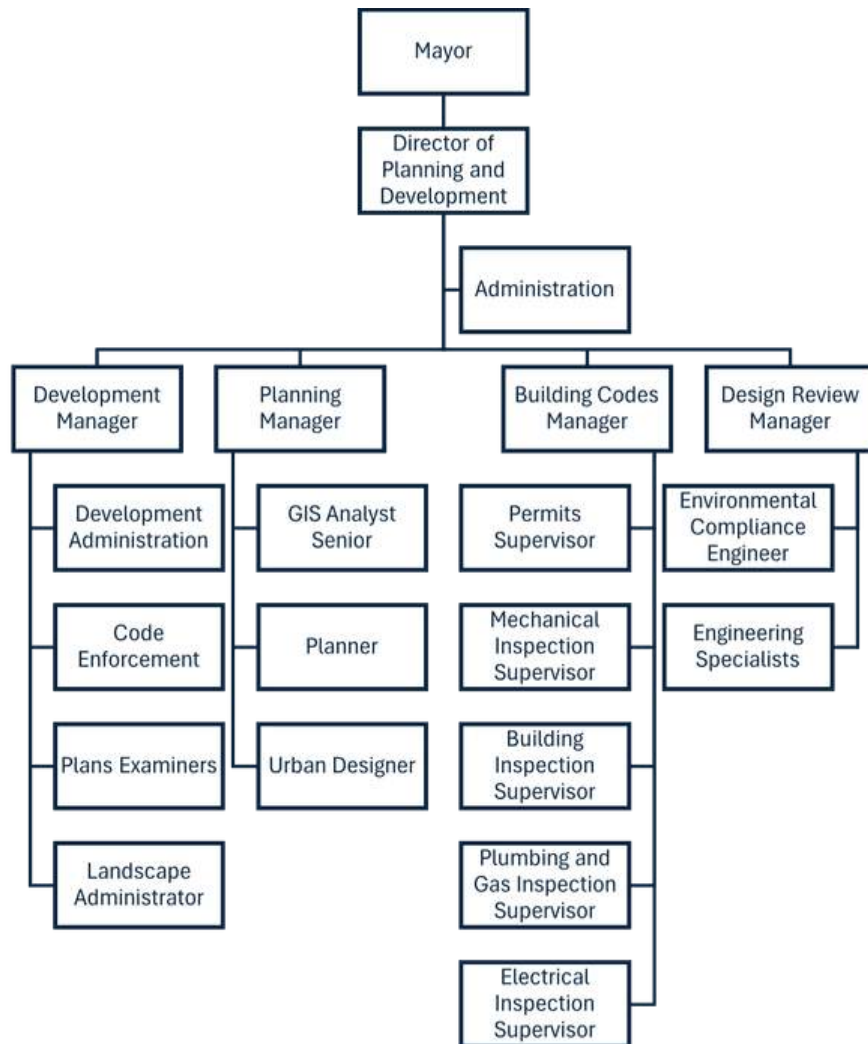 Mayor
Director of
Planning and
Development
Administration
Development
Manager
Planning
Manager
Building Codes
Manager
Design Review
Manager
Development
Administration
GIS Analyst
Senior
Permits
Supervisor
Environmental
Compliance
Engineer
Code
Enforcement
Planner
Mechanical
Inspection
Supervisor
Engineering
Specialists
Plans Examiners
Urban Designer
Building
Inspection
Supervisor
Landscape
Administrator
Plumbing and
Gas Inspection
Supervisor
Electrical
Inspection
Supervisor